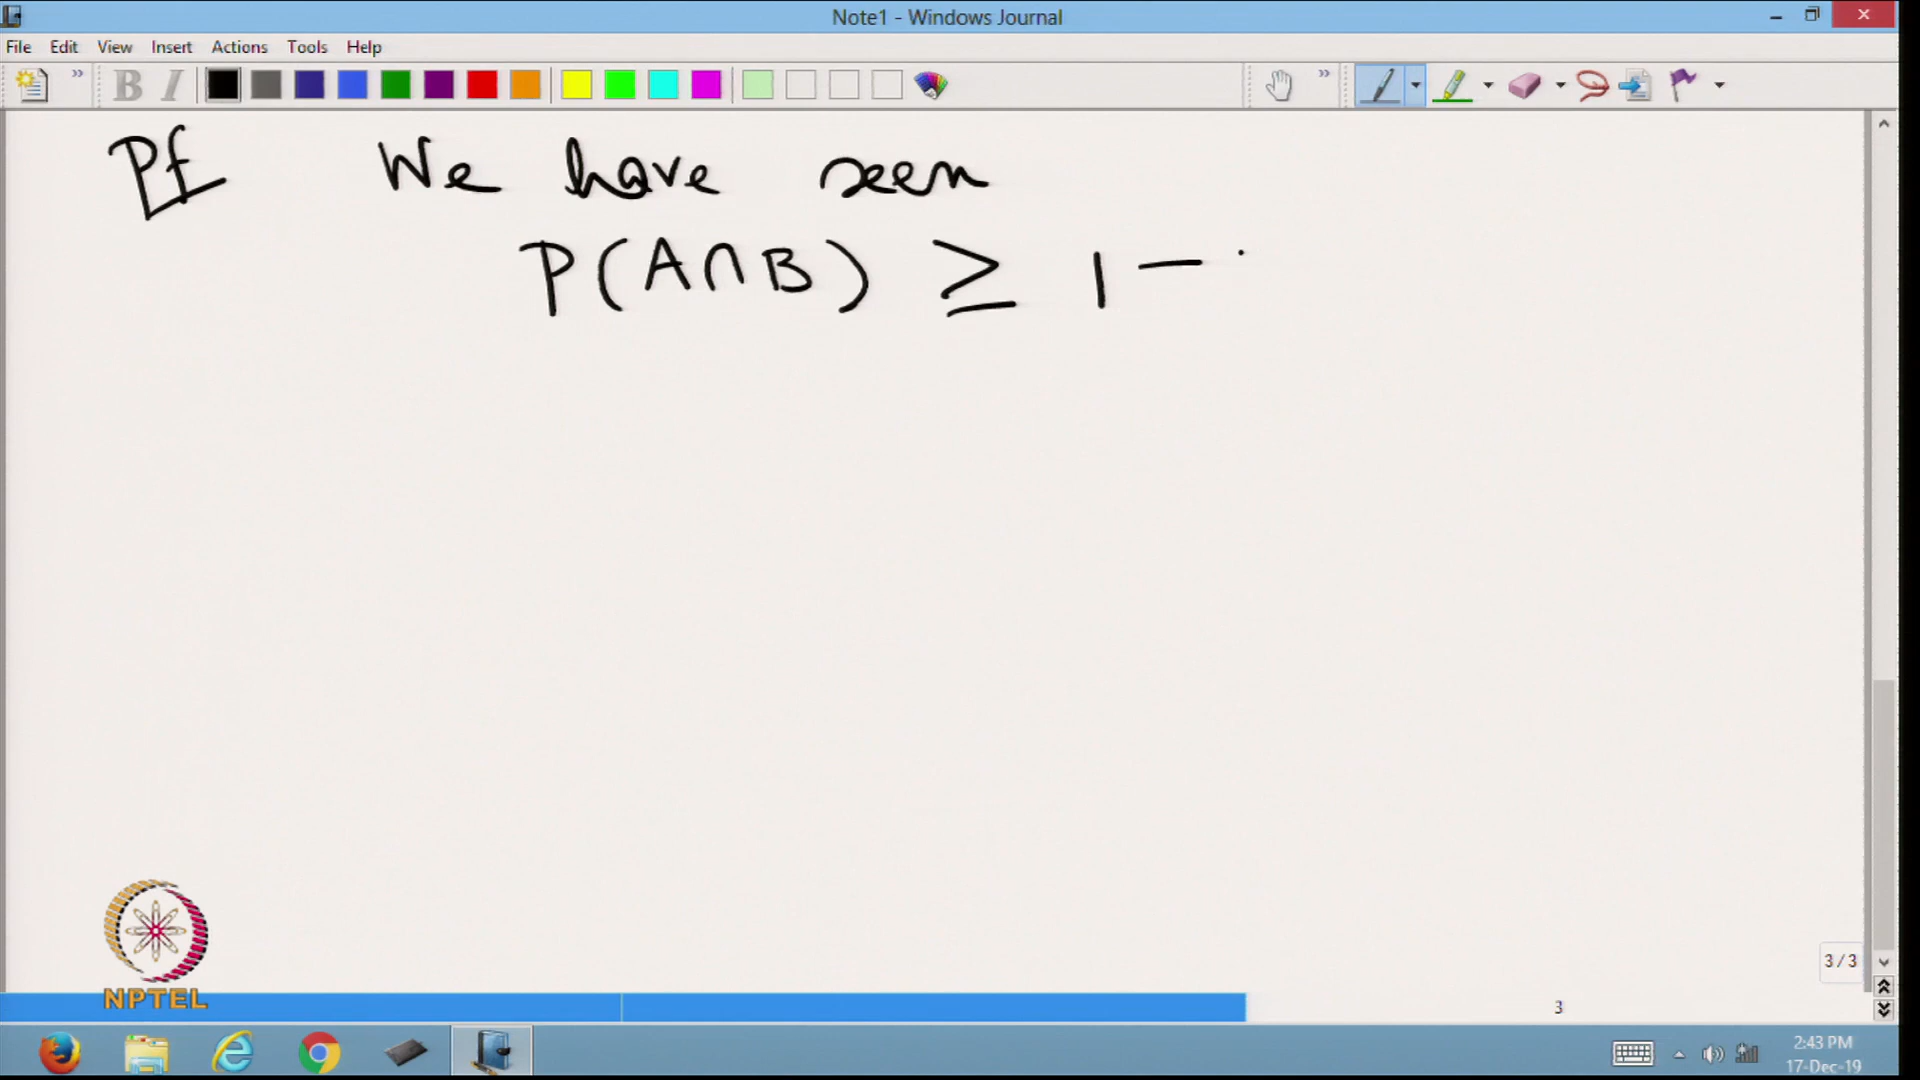 Note1 - Windows Journal
File Edit View Insert Actions Tools Help
B I
Pf We have seen
P(A∩B) ≥ 1 -
NPTEL
3 / 3
3
2:43 PM
17-Dec-19